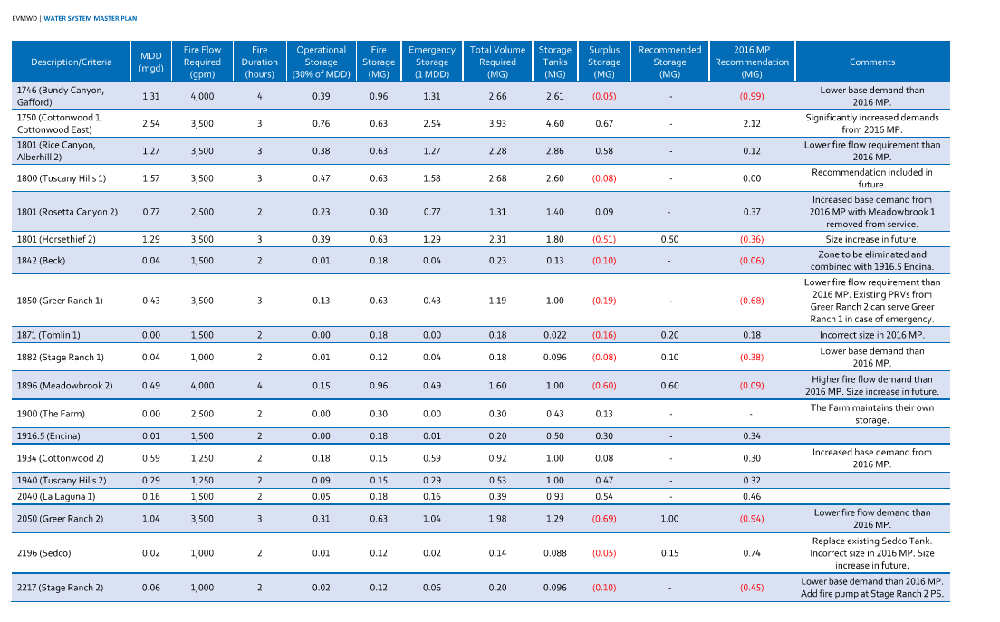 EVMWD | WATER SYSTEM MASTER PLAN
Description/Criteria MDD (mgd) Fire Flow Required (gpm) Fire Duration (hours) Operational Storage (30% of MDD) Fire Storage (MG) Emergency Storage (1 MDD) Total Volume Required (MG) Storage Tanks (MG) Surplus Storage (MG) Recommended Storage (MG) 2016 MP Recommendation (MG) Comments
1746 (Bundy Canyon, Gafford) 1.31 4,000 4 0.39 0.96 1.31 2.66 2.61 (0.05) - (0.99) Lower base demand than 2016 MP.
1750 (Cottonwood 1, Cottonwood East) 2.54 3,500 3 0.76 0.63 2.54 3.93 4.60 0.67 - 2.12 Significantly increased demands from 2016 MP.
1801 (Rice Canyon, Alberhill 2) 1.27 3,500 3 0.38 0.63 1.27 2.28 2.86 0.58 - 0.12 Lower fire flow requirement than 2016 MP.
1800 (Tuscany Hills 1) 1.57 3,500 3 0.47 0.63 1.58 2.68 2.60 (0.08) - 0.00 Recommendation included in future.
1801 (Rosetta Canyon 2) 0.77 2,500 2 0.23 0.30 0.77 1.31 1.40 0.09 - 0.37 Increased base demand from 2016 MP with Meadowbrook 1 removed from service.
1801 (Horsethief 2) 1.29 3,500 3 0.39 0.63 1.29 2.31 1.80 (0.51) 0.50 (0.36) Size increase in future.
1842 (Beck) 0.04 1,500 2 0.01 0.18 0.04 0.23 0.13 (0.10) - (0.06) Zone to be eliminated and combined with 1916.5 Encina.
1850 (Greer Ranch 1) 0.43 3,500 3 0.13 0.63 0.43 1.19 1.00 (0.19) - (0.68) Lower fire flow requirement than 2016 MP. Existing PRVs from Greer Ranch 2 can serve Greer Ranch 1 in case of emergency.
1871 (Tomlin 1) 0.00 1,500 2 0.00 0.18 0.00 0.18 0.022 (0.16) 0.20 0.18 Incorrect size in 2016 MP.
1882 (Stage Ranch 1) 0.04 1,000 2 0.01 0.12 0.04 0.18 0.096 (0.08) 0.10 (0.38) Lower base demand than 2016 MP.
1896 (Meadowbrook 2) 0.49 4,000 4 0.15 0.96 0.49 1.60 1.00 (0.60) 0.60 (0.09) Higher fire flow demand than 2016 MP. Size increase in future.
1900 (The Farm) 0.00 2,500 2 0.00 0.30 0.00 0.30 0.43 0.13 - - The Farm maintains their own storage.
1916.5 (Encina) 0.01 1,500 2 0.00 0.18 0.01 0.20 0.50 0.30 - 0.34
1934 (Cottonwood 2) 0.59 1,250 2 0.18 0.15 0.59 0.92 1.00 0.08 - 0.30 Increased base demand from 2016 MP.
1940 (Tuscany Hills 2) 0.29 1,250 2 0.09 0.15 0.29 0.53 1.00 0.47 - 0.32
2040 (La Laguna 1) 0.16 1,500 2 0.05 0.18 0.16 0.39 0.93 0.54 - 0.46
2050 (Greer Ranch 2) 1.04 3,500 3 0.31 0.63 1.04 1.98 1.29 (0.69) 1.00 (0.94) Lower fire flow demand than 2016 MP.
2196 (Sedco) 0.02 1,000 2 0.01 0.12 0.02 0.14 0.088 (0.05) 0.15 0.74 Replace existing Sedco Tank. Incorrect size in 2016 MP. Size increase in future.
2217 (Stage Ranch 2) 0.06 1,000 2 0.02 0.12 0.06 0.20 0.096 (0.10) - (0.45) Lower base demand than 2016 MP. Add fire pump at Stage Ranch 2 PS.